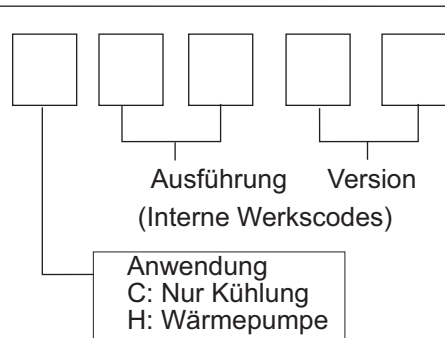 Ausführung Version
(Interne Werkscodes)
Anwendung
C: Nur Kühlung
H: Wärmepumpe